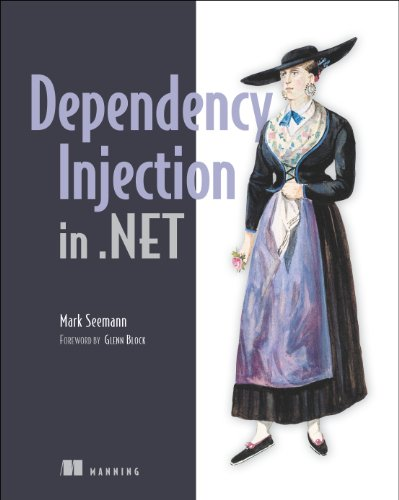 Dependency
Injection
in .NET
Mark Seemann
FOREWORD BY GLENN BLOCK
MANNING